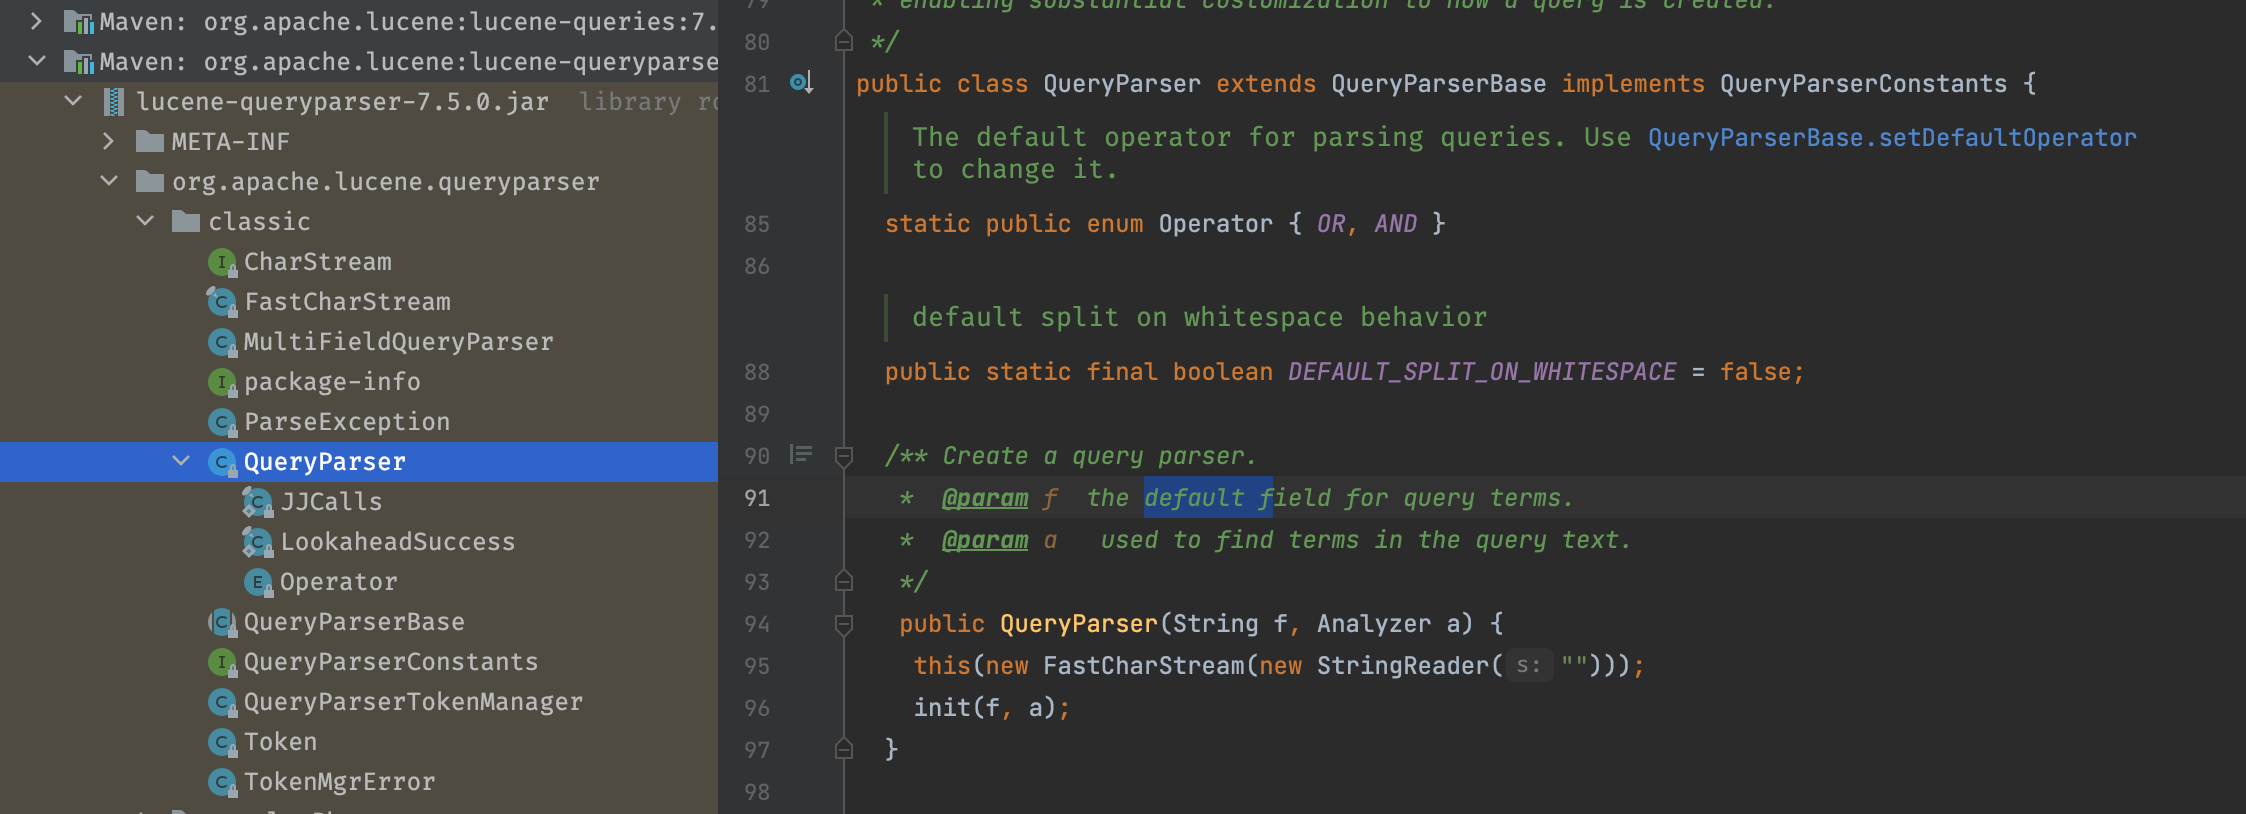 Maven: org.apache.lucene:lucene-queries:7.
Maven: org.apache.lucene:lucene-queryparse
lucene-queryparser-7.5.0.jar library ro
META-INF
org.apache.lucene.queryparser
classic
CharStream
FastCharStream
MultiFieldQueryParser
package-info
ParseException
QueryParser
JJCalls
LookaheadSuccess
Operator
QueryParserBase
QueryParserConstants
QueryParserTokenManager
Token
TokenMgrError
79 * enabling substantial customization to how a query is created.
80 */
81 public class QueryParser extends QueryParserBase implements QueryParserConstants {
The default operator for parsing queries. Use QueryParserBase.setDefaultOperator
to change it.
85 static public enum Operator { OR, AND }
86
default split on whitespace behavior
88 public static final boolean DEFAULT_SPLIT_ON_WHITESPACE = false;
89
90 /** Create a query parser.
91 * @param f the default field for query terms.
92 * @param a used to find terms in the query text.
93 */
94 public QueryParser(String f, Analyzer a) {
95 this(new FastCharStream(new StringReader( s: "")));
96 init(f, a);
97 }
98